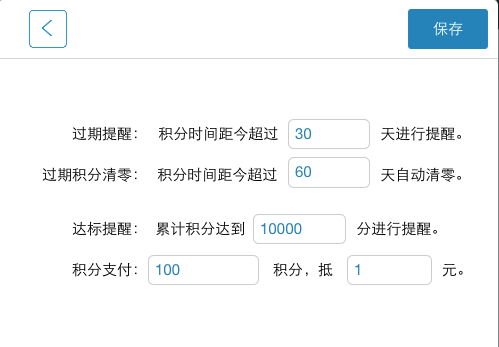 保存
过期提醒： 积分时间距今超过 30 天进行提醒。
过期积分清零： 积分时间距今超过 60 天自动清零。
达标提醒： 累计积分达到 10000 分进行提醒。
积分支付： 100 积分，抵 1 元。